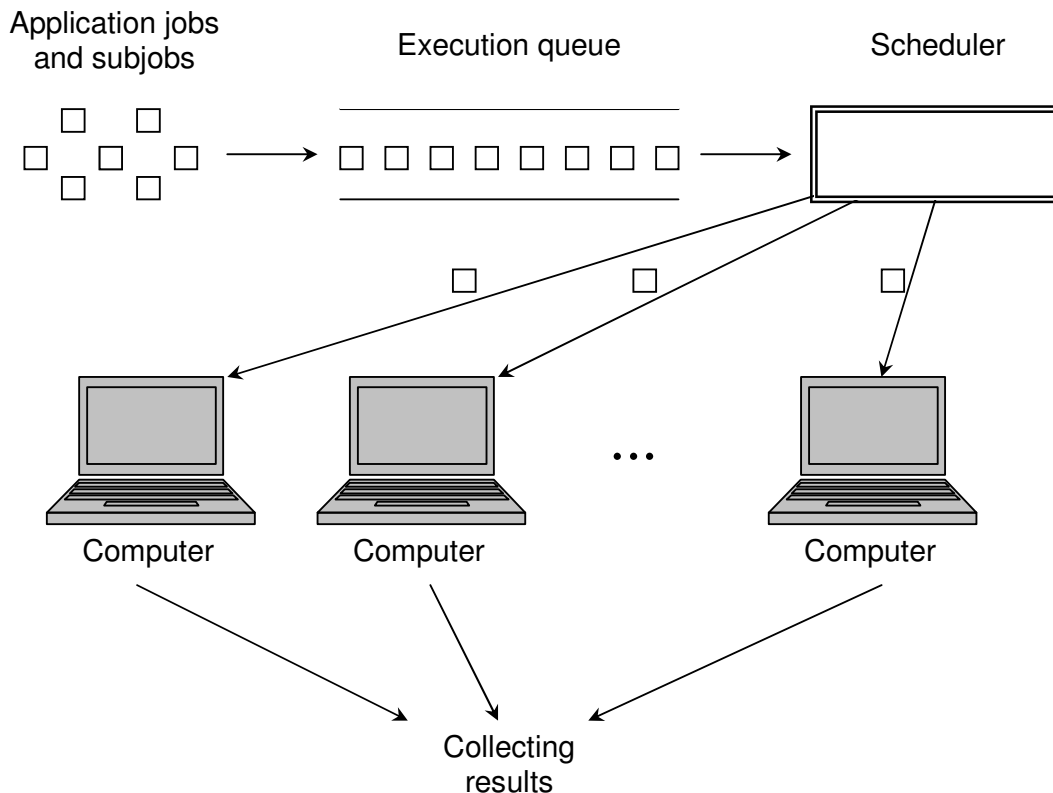 Application jobs
and subjobs
Execution queue
Scheduler
...
Computer
Computer
Computer
Collecting
results